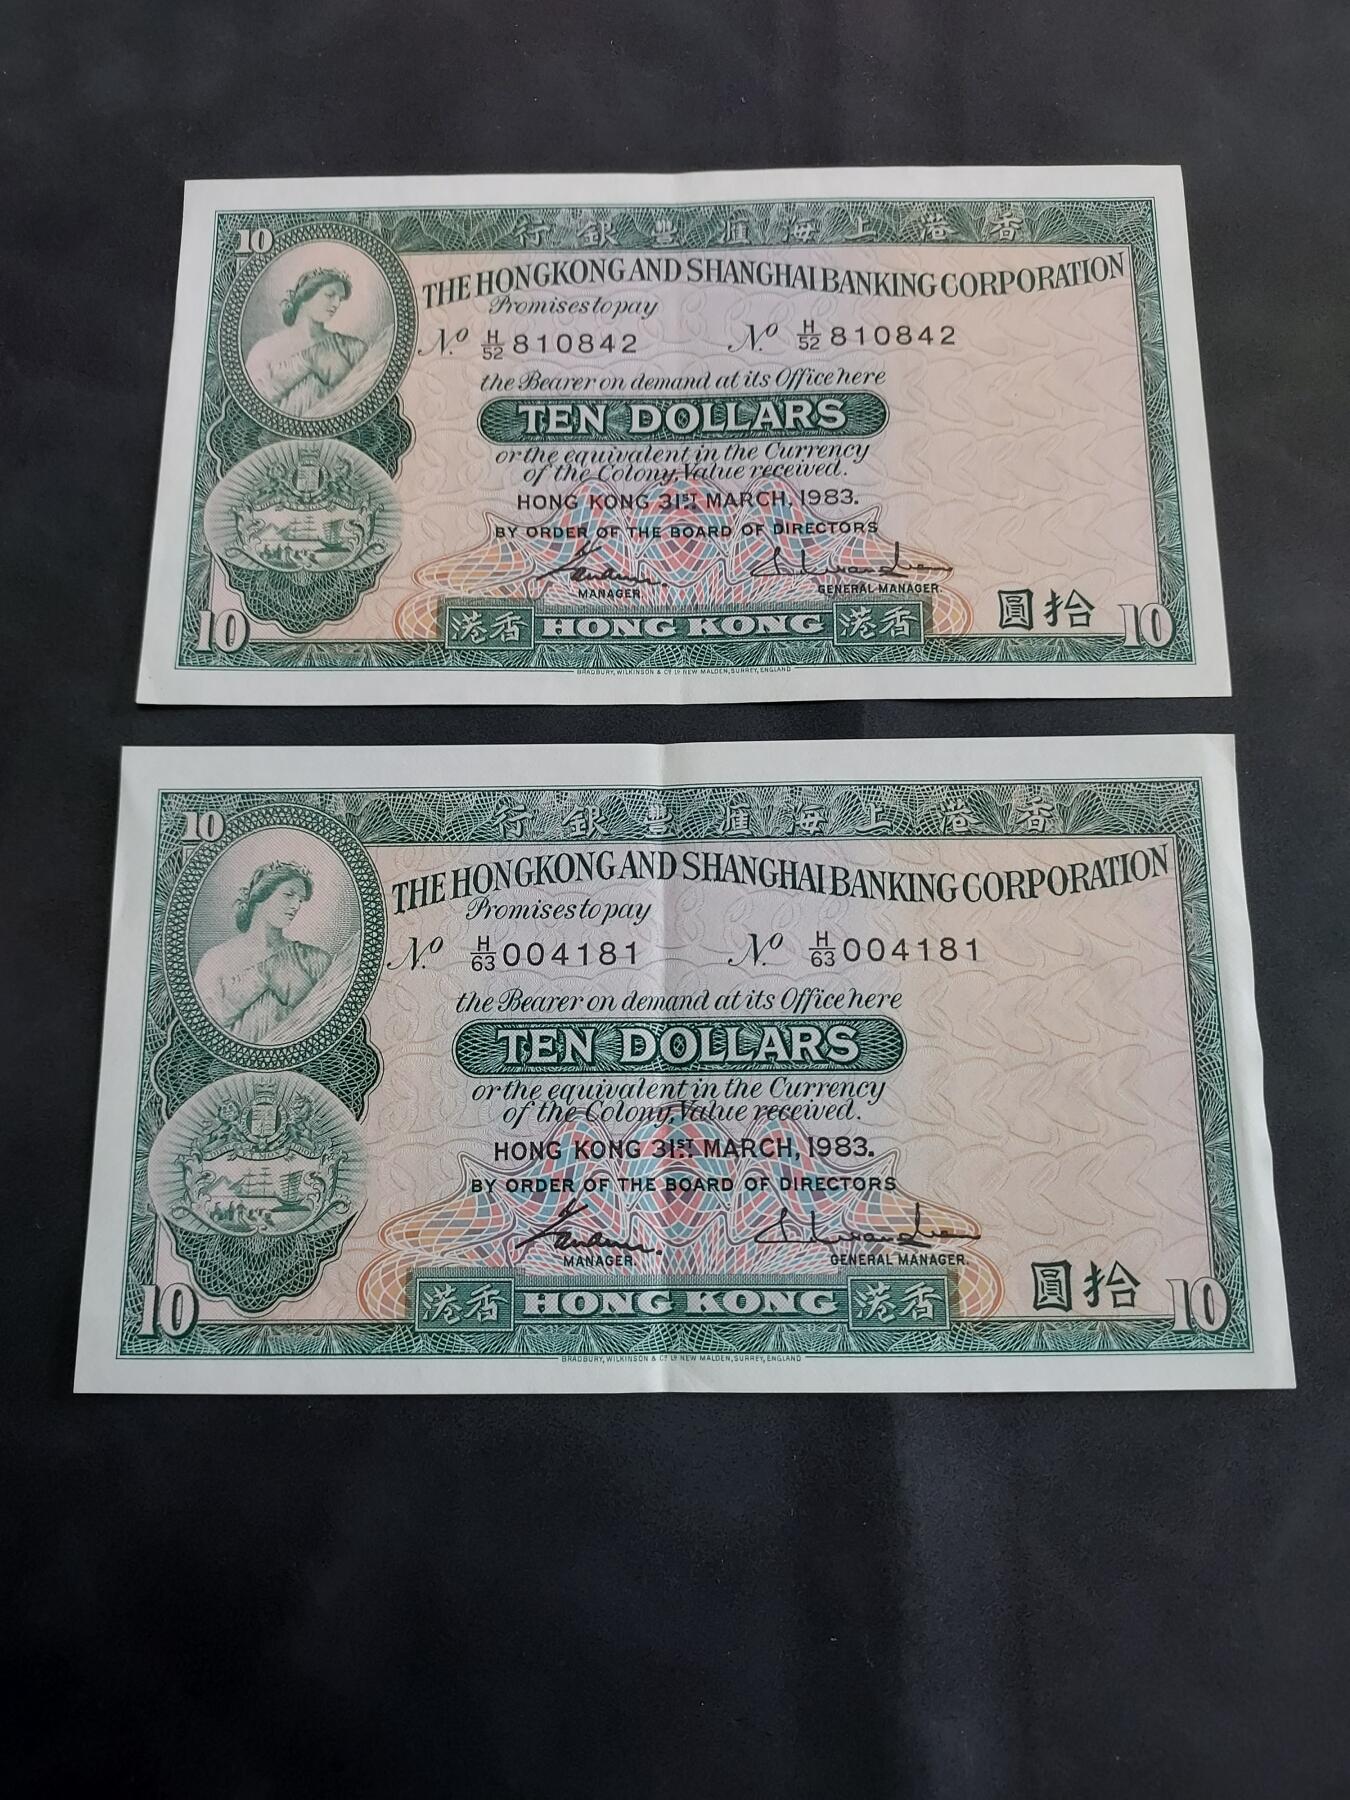 10
行銀豐滙海上港香
THE HONGKONG AND SHANGHAI BANKING CORPORATION
Promises to pay
No. H/52 810842 No. H/52 810842
the Bearer on demand at its Office here
TEN DOLLARS
or the equivalent in the Currency
of the Colony, Value received.
HONG KONG 31ST MARCH, 1983.
BY ORDER OF THE BOARD OF DIRECTORS
MANAGER. GENERAL MANAGER.
圓拾
10 港香 HONG KONG 港香 10
BRADBURY, WILKINSON & Co. Ld. NEW MALDEN, SURREY, ENGLAND
10
行銀豐滙海上港香
THE HONGKONG AND SHANGHAI BANKING CORPORATION
Promises to pay
No. H/63 004181 No. H/63 004181
the Bearer on demand at its Office here
TEN DOLLARS
or the equivalent in the Currency
of the Colony, Value received.
HONG KONG 31ST MARCH, 1983.
BY ORDER OF THE BOARD OF DIRECTORS
MANAGER. GENERAL MANAGER.
圓拾
10 港香 HONG KONG 港香 10
BRADBURY, WILKINSON & Co. Ld. NEW MALDEN, SURREY, ENGLAND